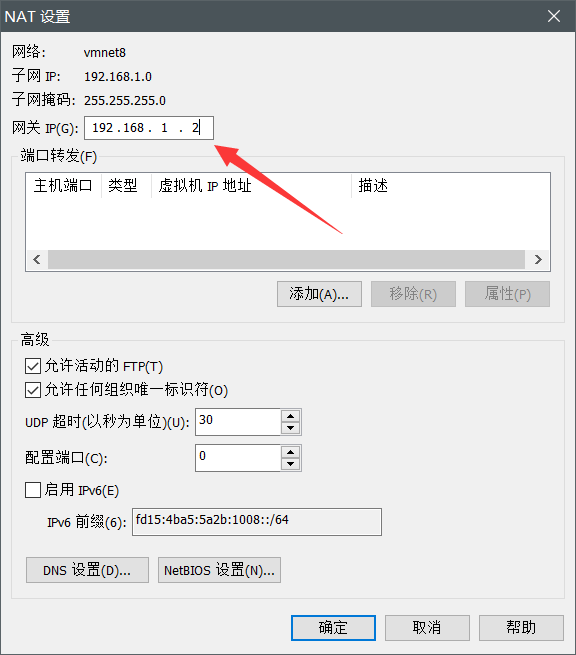 NAT 设置
网络: vmnet8
子网 IP: 192.168.1.0
子网掩码: 255.255.255.0
网关 IP(G): 192 . 168 . 1 . 2
端口转发(F)
主机端口 类型 虚拟机 IP 地址 描述
添加(A)... 移除(R) 属性(P)
高级
允许活动的 FTP(T)
允许任何组织唯一标识符(O)
UDP 超时(以秒为单位)(U): 30
配置端口(C): 0
启用 IPv6(E)
IPv6 前缀(6): fd15:4ba5:5a2b:1008::/64
DNS 设置(D)... NetBIOS 设置(N)...
确定 取消 帮助